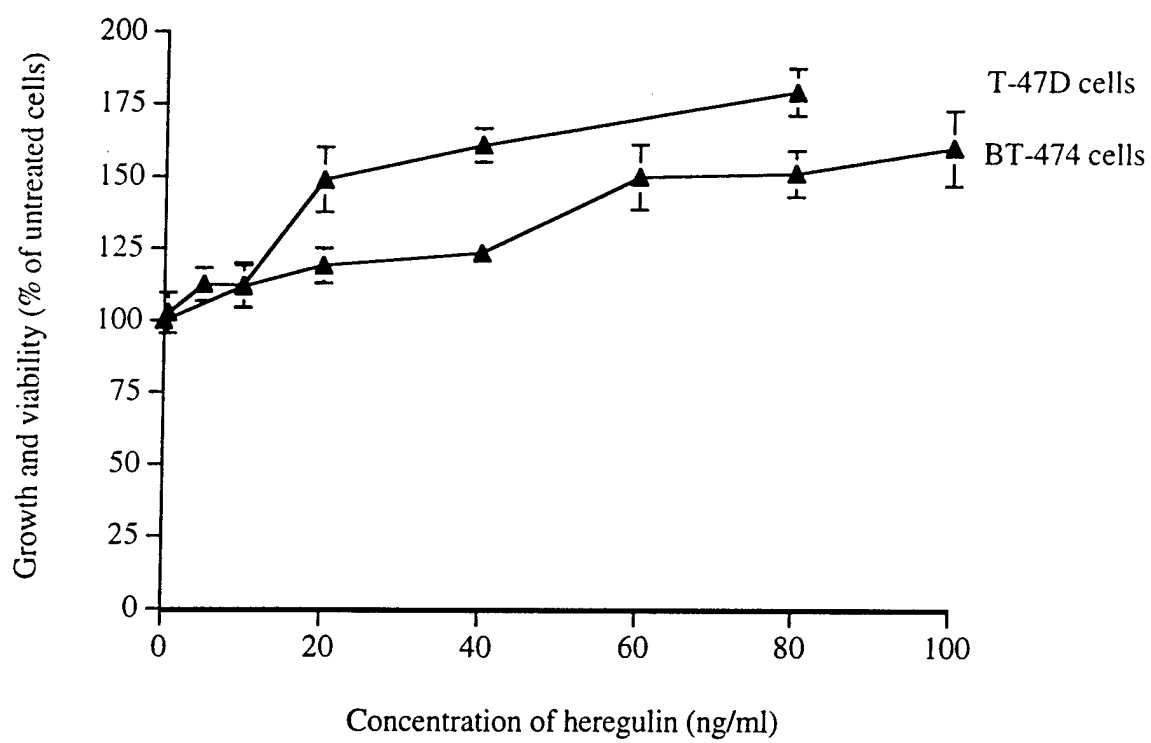 Growth and viability (% of untreated cells)
200
175
150
125
100
75
50
25
0
0 20 40 60 80 100
Concentration of heregulin (ng/ml)
T-47D cells
BT-474 cells